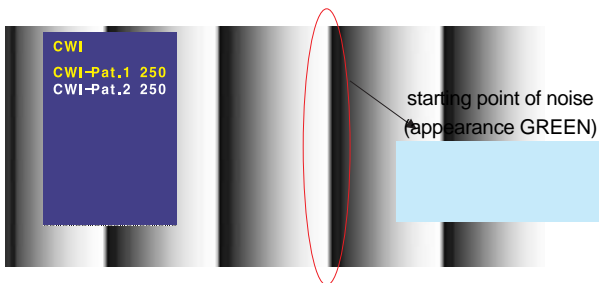 CWI
CWI-Pat.1 250
CWI-Pat.2 250
starting point of noise
(appearance GREEN)